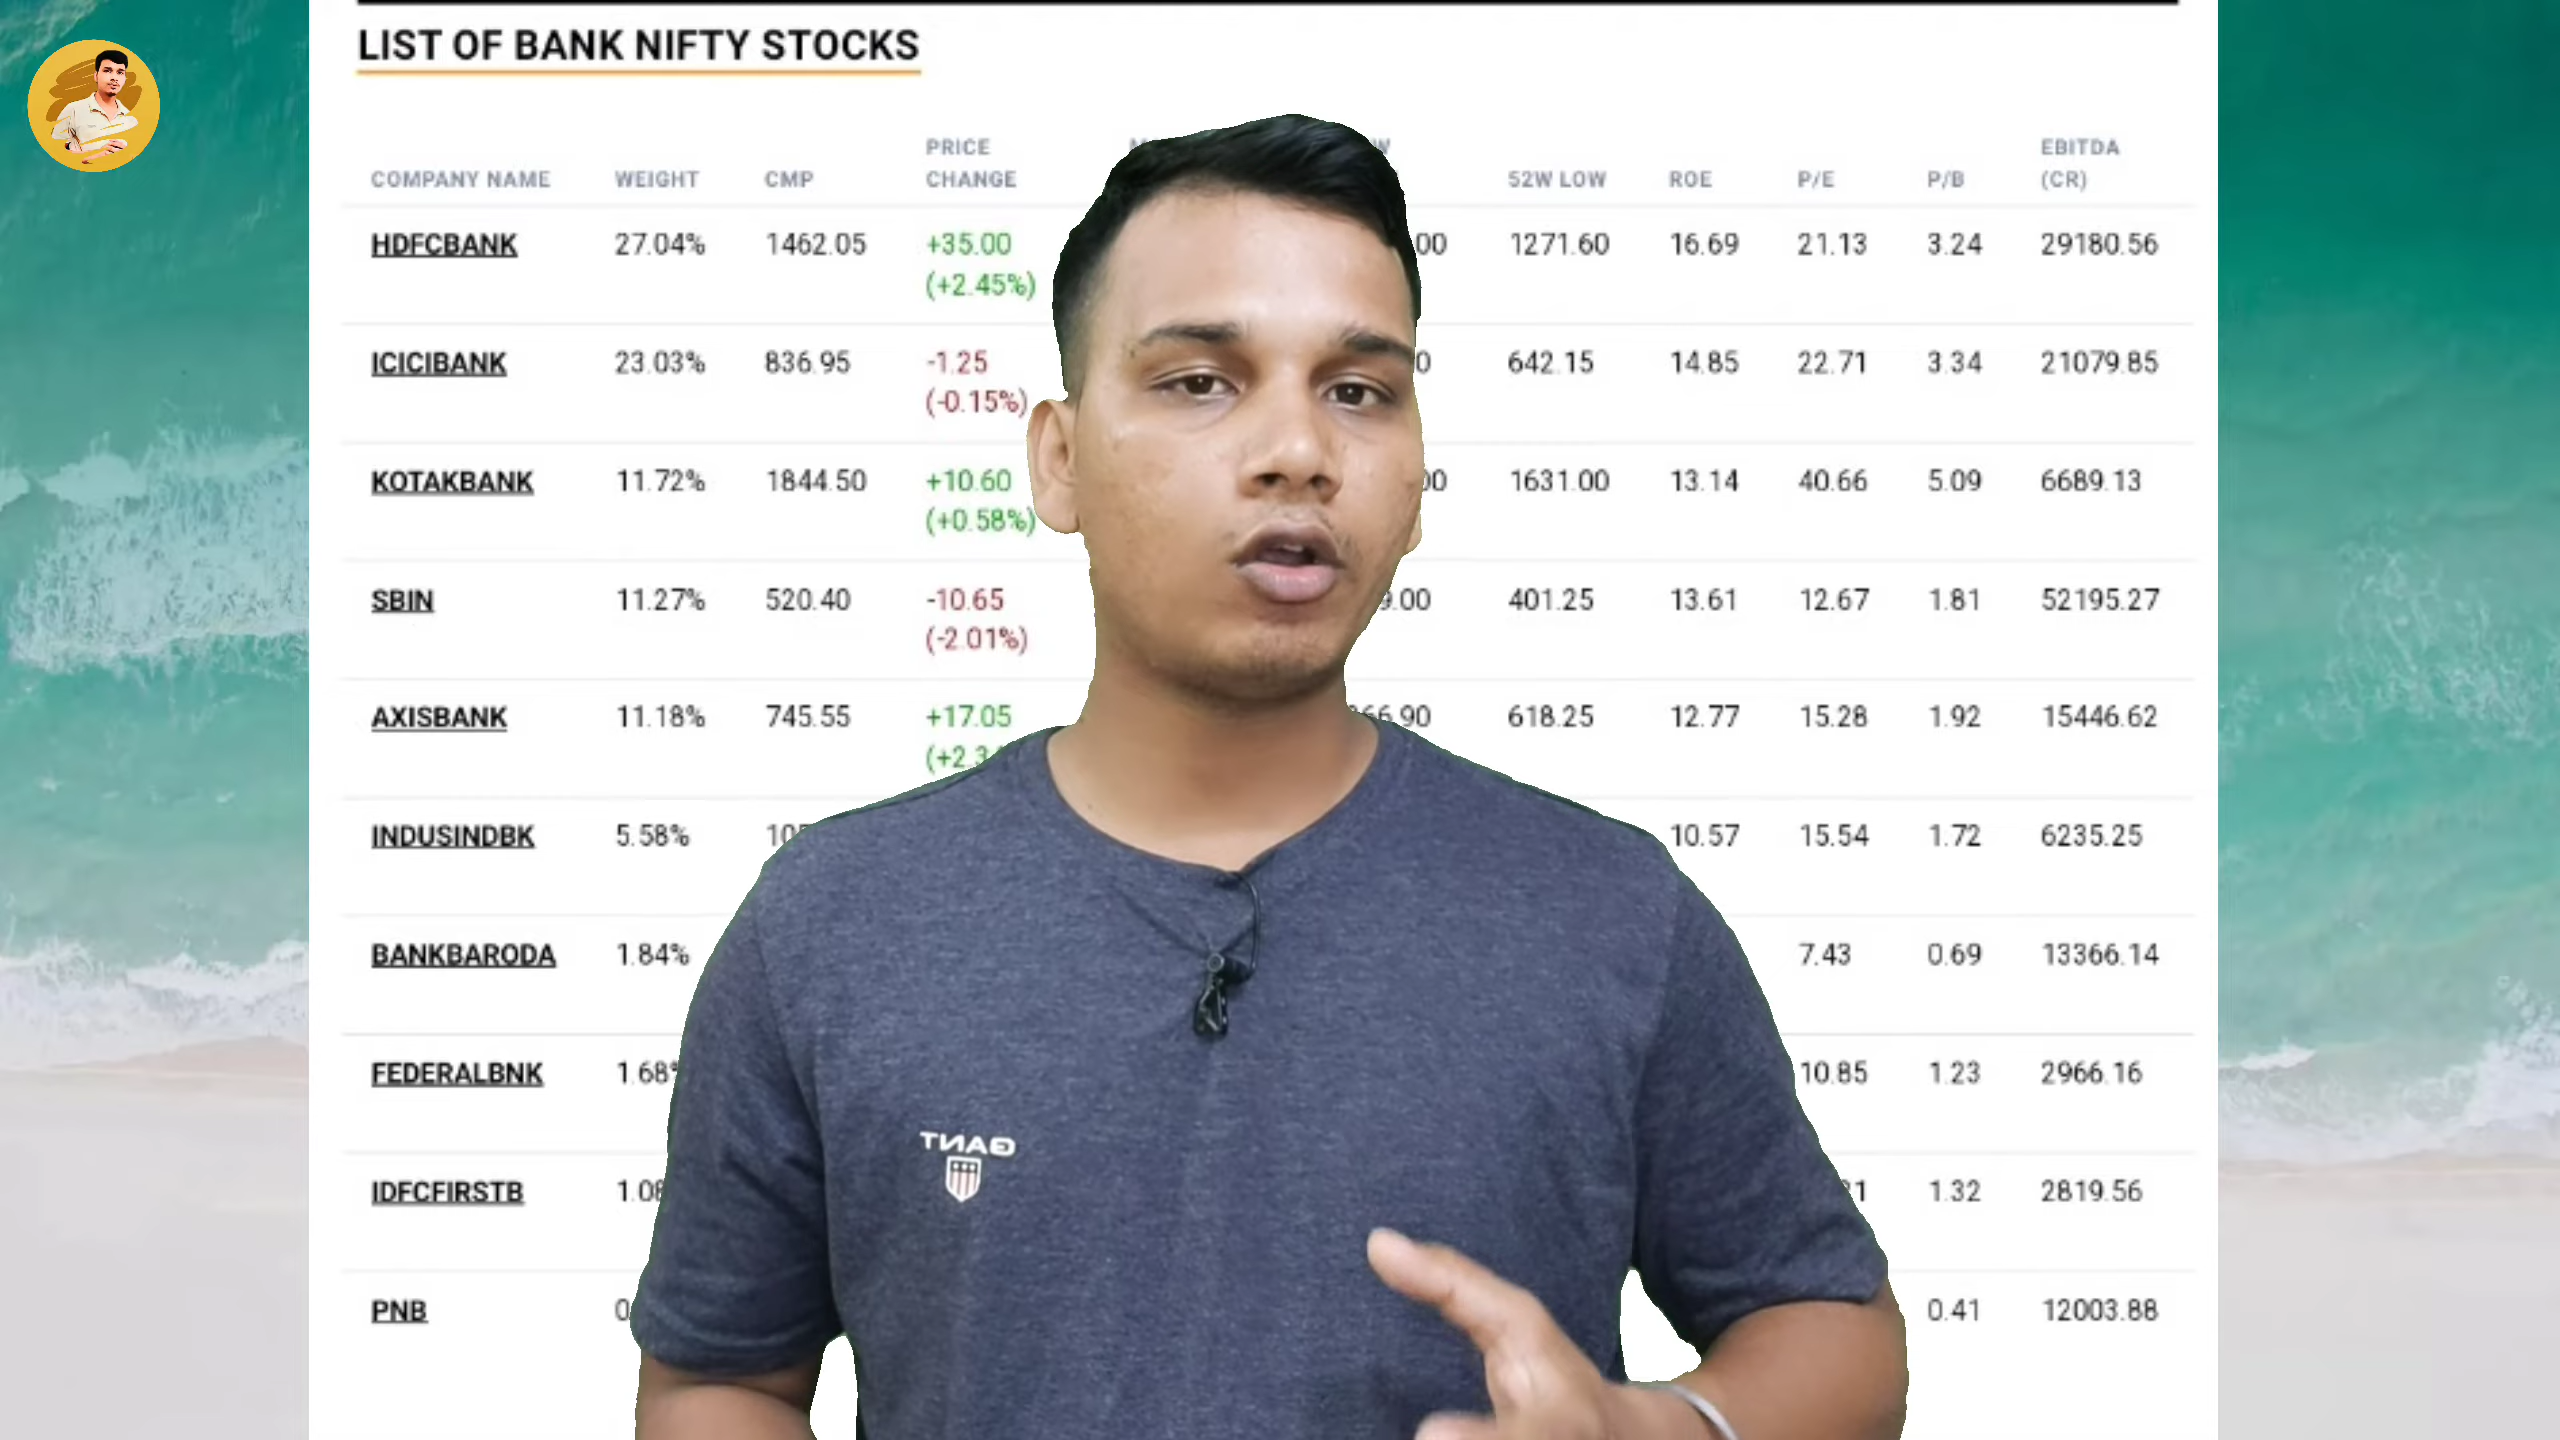 LIST OF BANK NIFTY STOCKS
COMPANY NAME WEIGHT CMP PRICE CHANGE 52W LOW ROE P/E P/B EBITDA (CR)
HDFCBANK 27.04% 1462.05 +35.00 (+2.45%) 1271.60 16.69 21.13 3.24 29180.56
ICICIBANK 23.03% 836.95 -1.25 (-0.15%) 642.15 14.85 22.71 3.34 21079.85
KOTAKBANK 11.72% 1844.50 +10.60 (+0.58%) 1631.00 13.14 40.66 5.09 6689.13
SBIN 11.27% 520.40 -10.65 (-2.01%) 401.25 13.61 12.67 1.81 52195.27
AXISBANK 11.18% 745.55 +17.05 618.25 12.77 15.28 1.92 15446.62
INDUSINDBK 5.58% 10.57 15.54 1.72 6235.25
BANKBARODA 1.84% 7.43 0.69 13366.14
FEDERALBNK 1.68% 10.85 1.23 2966.16
IDFCFIRSTB 1.32 2819.56
PNB 0.41 12003.88
GANT